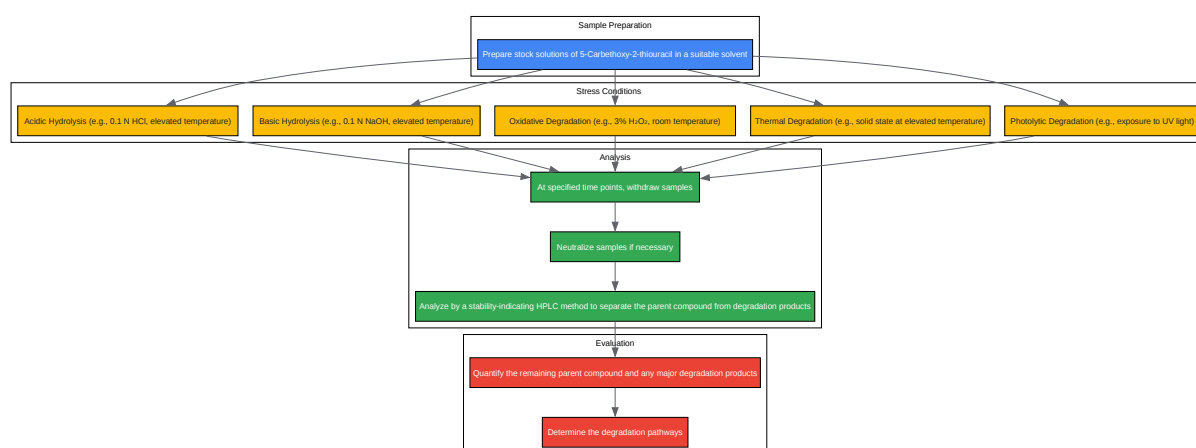 Sample Preparation
Prepare stock solutions of 5-Carbethoxy-2-thiouracil in a suitable solvent
Stress Conditions
Acidic Hydrolysis (e.g., 0.1 N HCl, elevated temperature)
Basic Hydrolysis (e.g., 0.1 N NaOH, elevated temperature)
Oxidative Degradation (e.g., 3% H₂O₂, room temperature)
Thermal Degradation (e.g., solid state at elevated temperature)
Photolytic Degradation (e.g., exposure to UV light)
Analysis
At specified time points, withdraw samples
Neutralize samples if necessary
Analyze by a stability-indicating HPLC method to separate the parent compound from degradation products
Evaluation
Quantify the remaining parent compound and any major degradation products
Determine the degradation pathways